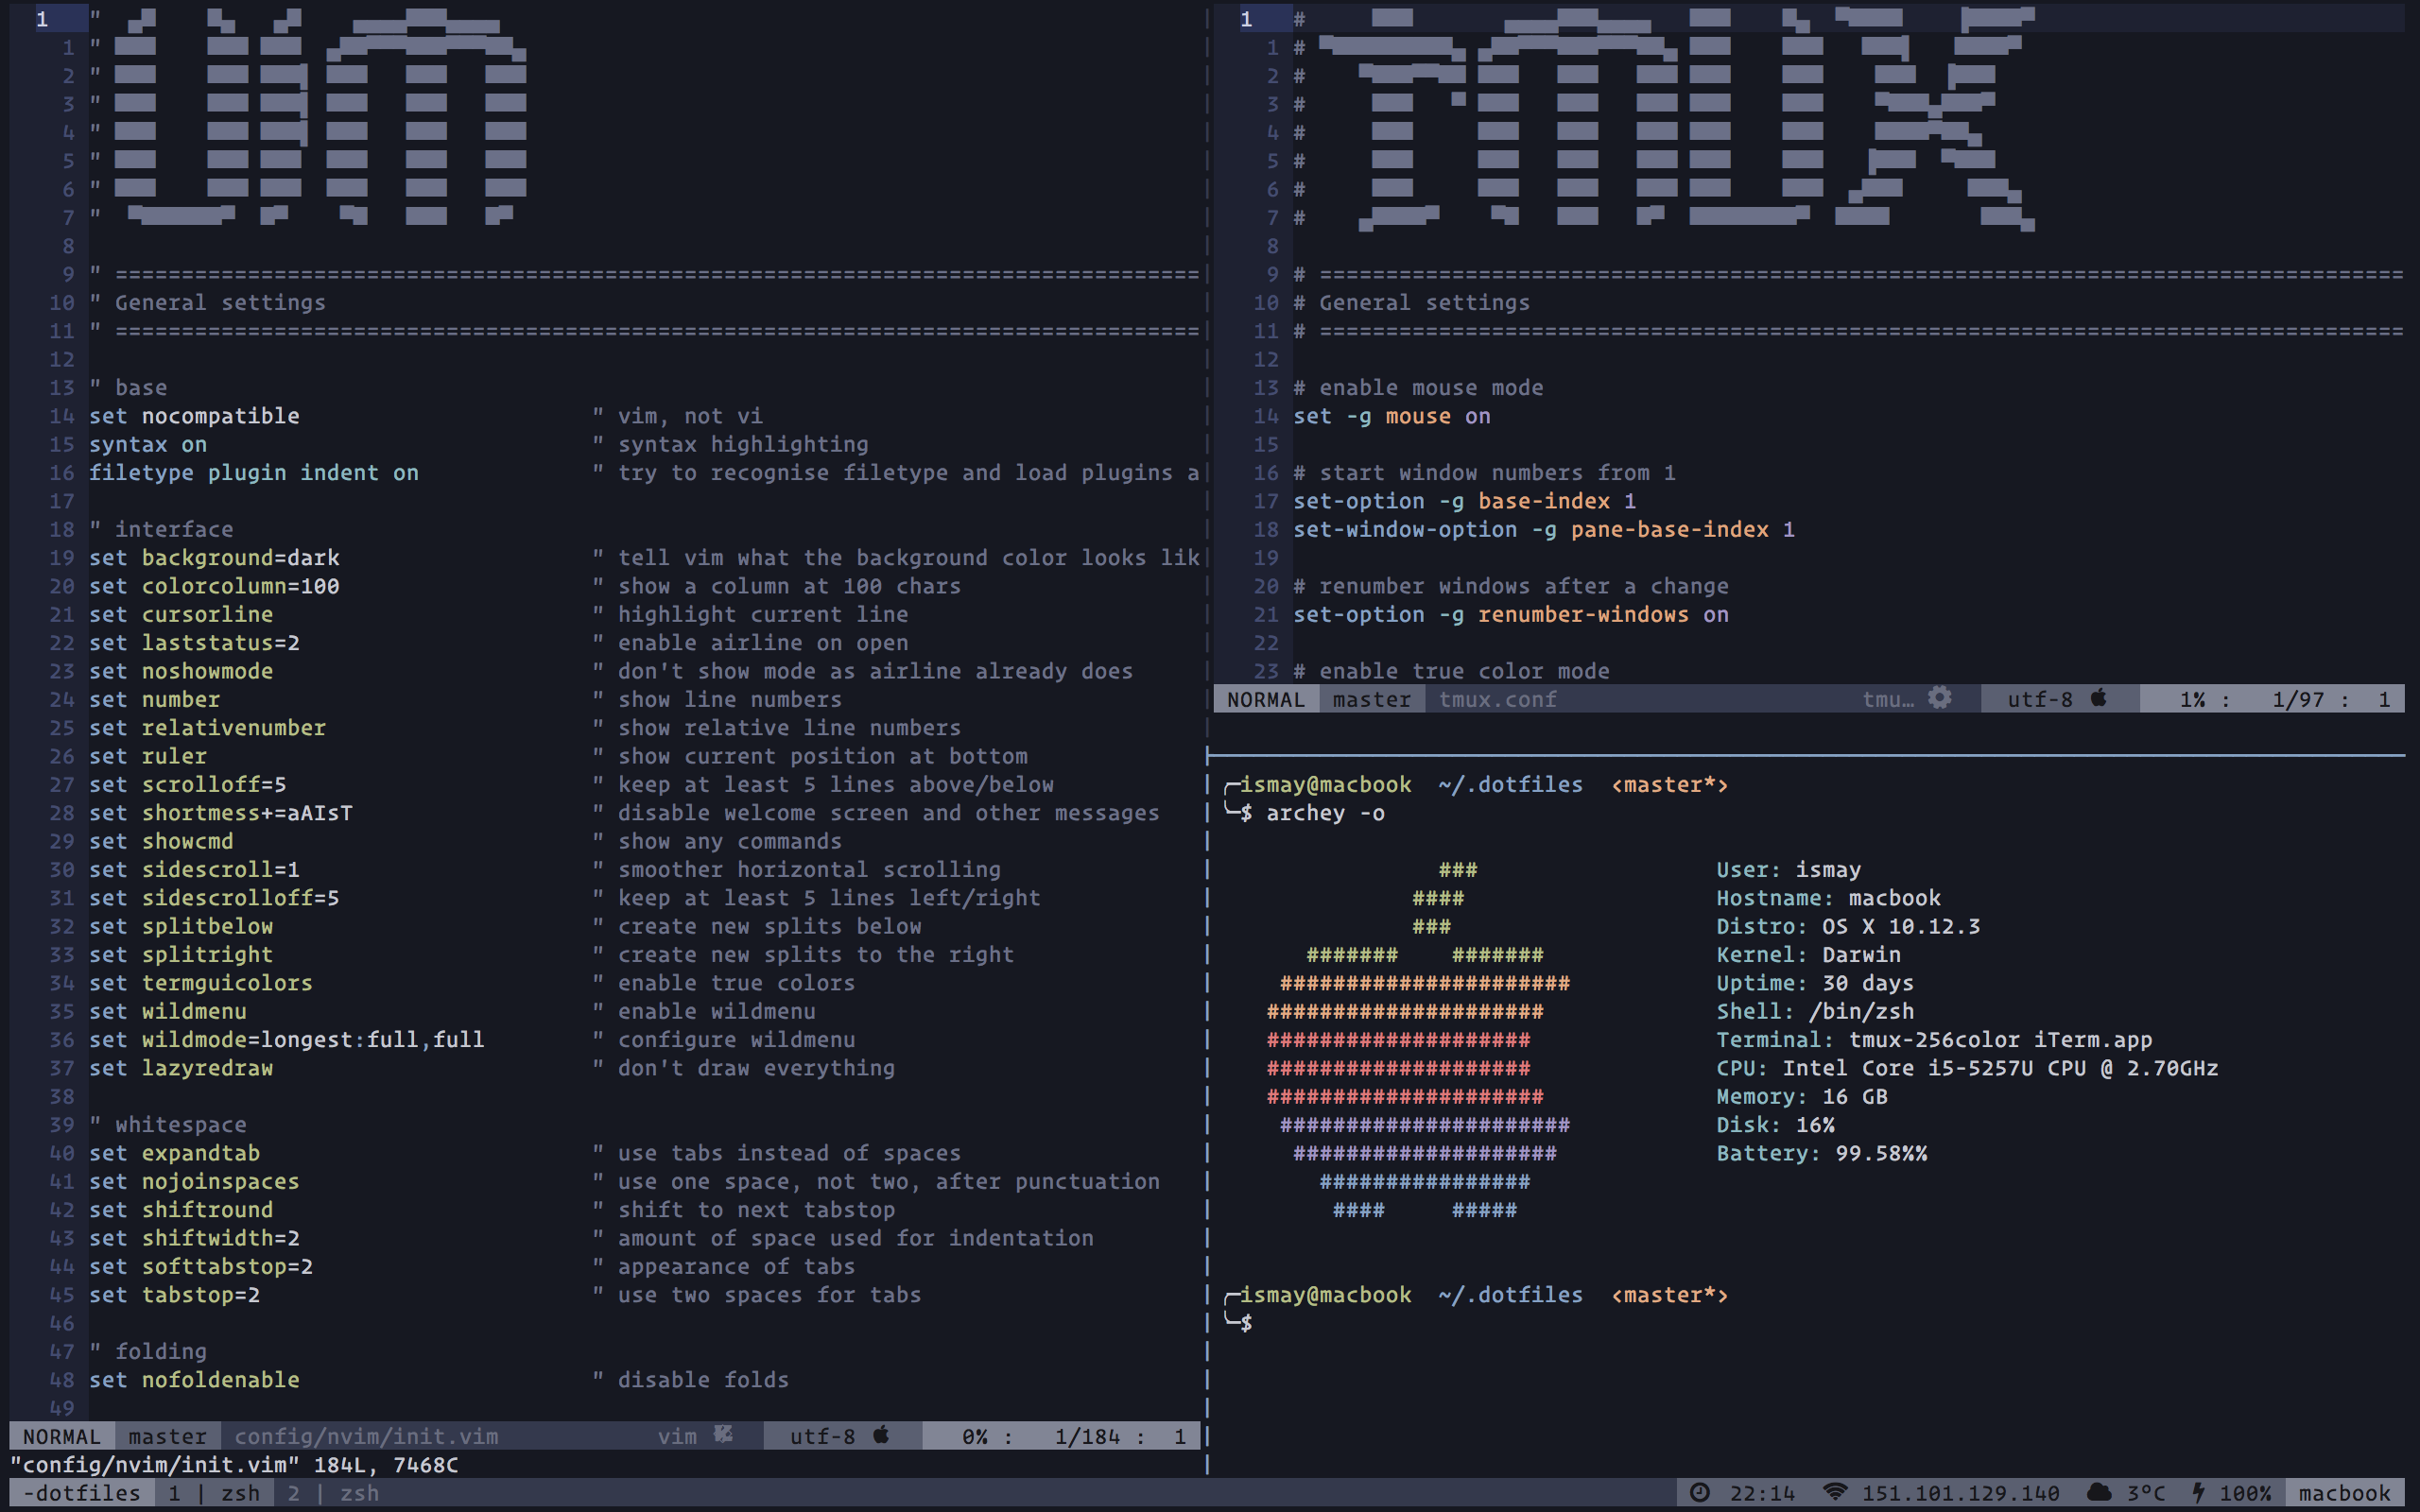 VIM
1 "
1 "
2 "
3 "
4 "
5 "
6 "
7 "
8
9 " ==================================================================================
10 " General settings
11 " ==================================================================================
12
13 " base
14 set nocompatible " vim, not vi
15 syntax on " syntax highlighting
16 filetype plugin indent on " try to recognise filetype and load plugins a
17
18 " interface
19 set background=dark " tell vim what the background color looks lik
20 set colorcolumn=100 " show a column at 100 chars
21 set cursorline " highlight current line
22 set laststatus=2 " enable airline on open
23 set noshowmode " don't show mode as airline already does
24 set number " show line numbers
25 set relativenumber " show relative line numbers
26 set ruler " show current position at bottom
27 set scrolloff=5 " keep at least 5 lines above/below
28 set shortmess+=aAIsT " disable welcome screen and other messages
29 set showcmd " show any commands
30 set sidescroll=1 " smoother horizontal scrolling
31 set sidescrolloff=5 " keep at least 5 lines left/right
32 set splitbelow " create new splits below
33 set splitright " create new splits to the right
34 set termguicolors " enable true colors
35 set wildmenu " enable wildmenu
36 set wildmode=longest:full,full " configure wildmenu
37 set lazyredraw " don't draw everything
38
39 " whitespace
40 set expandtab " use tabs instead of spaces
41 set nojoinspaces " use one space, not two, after punctuation
42 set shiftround " shift to next tabstop
43 set shiftwidth=2 " amount of space used for indentation
44 set softtabstop=2 " appearance of tabs
45 set tabstop=2 " use two spaces for tabs
46
47 " folding
48 set nofoldenable " disable folds
49
NORMAL master config/nvim/init.vim vim utf-8 0% : 1/184 : 1
"config/nvim/init.vim" 184L, 7468C
TMUX
1 #
1 #
2 #
3 #
4 #
5 #
6 #
7 #
8
9 # ==================================================================================
10 # General settings
11 # ==================================================================================
12
13 # enable mouse mode
14 set -g mouse on
15
16 # start window numbers from 1
17 set-option -g base-index 1
18 set-window-option -g pane-base-index 1
19
20 # renumber windows after a change
21 set-option -g renumber-windows on
22
23 # enable true color mode
NORMAL master tmux.conf tmu… utf-8 1% : 1/97 : 1
╭─ismay@macbook ~/.dotfiles <master*>
╰─$ archey -o
### User: ismay
#### Hostname: macbook
### Distro: OS X 10.12.3
####### ####### Kernel: Darwin
###################### Uptime: 30 days
##################### Shell: /bin/zsh
#################### Terminal: tmux-256color iTerm.app
#################### CPU: Intel Core i5-5257U CPU @ 2.70GHz
##################### Memory: 16 GB
###################### Disk: 16%
#################### Battery: 99.58%%
################
#### #####
╭─ismay@macbook ~/.dotfiles <master*>
╰─$
-dotfiles 1 | zsh 2 | zsh 22:14 151.101.129.140 3°C 100% macbook